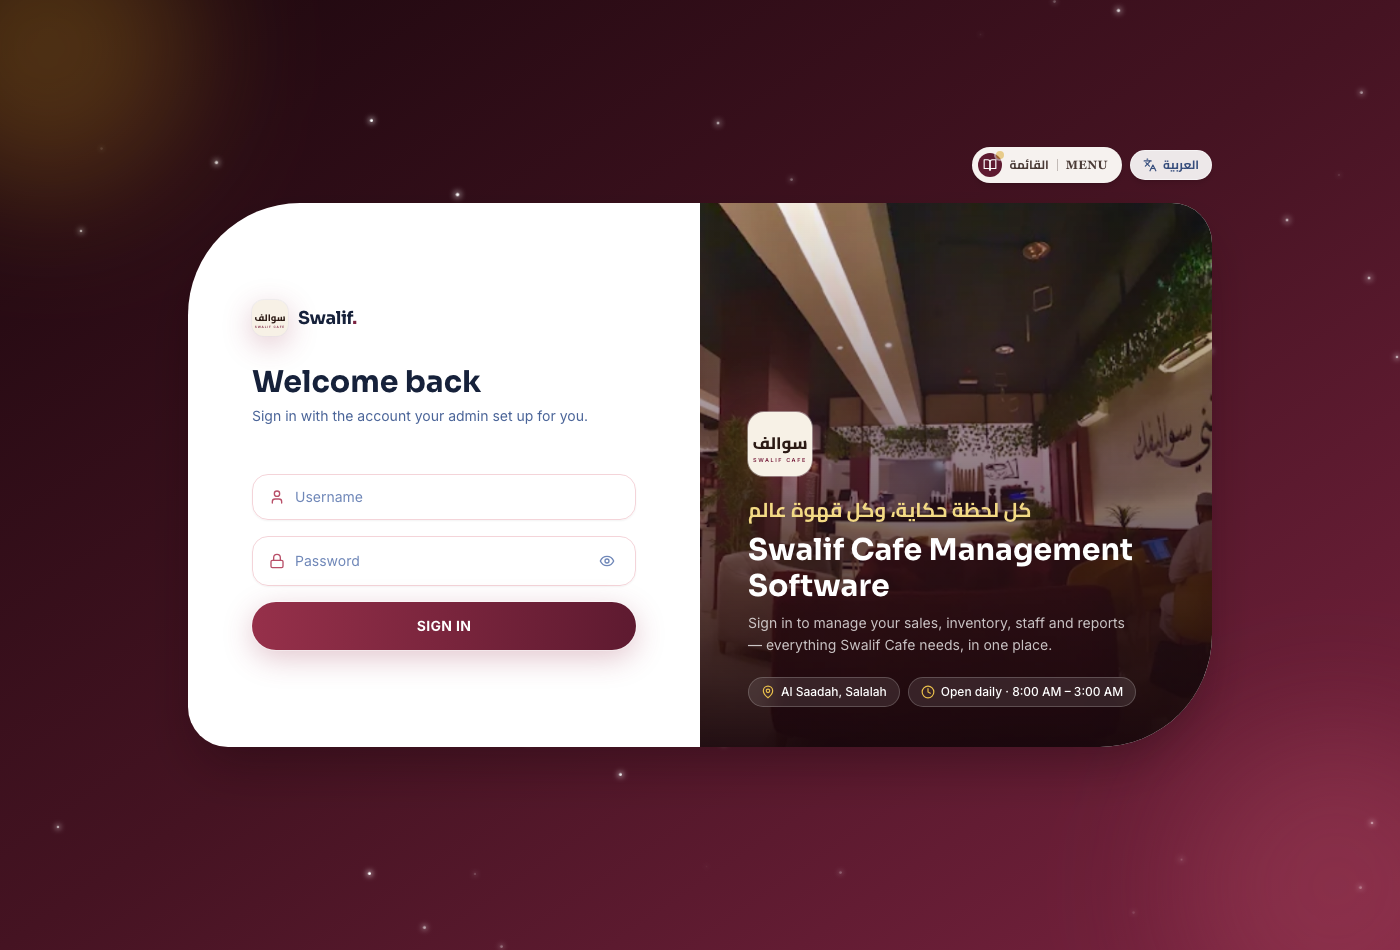 القائمة | MENU
العربية
سوالف
SWALIF CAFE
Swalif.
Welcome back
Sign in with the account your admin set up for you.
Username
Password
SIGN IN
سوالف
SWALIF CAFE
كل لحظة حكاية، وكل قهوة عالم
Swalif Cafe Management
Software
Sign in to manage your sales, inventory, staff and reports
— everything Swalif Cafe needs, in one place.
Al Saadah, Salalah
Open daily · 8:00 AM – 3:00 AM